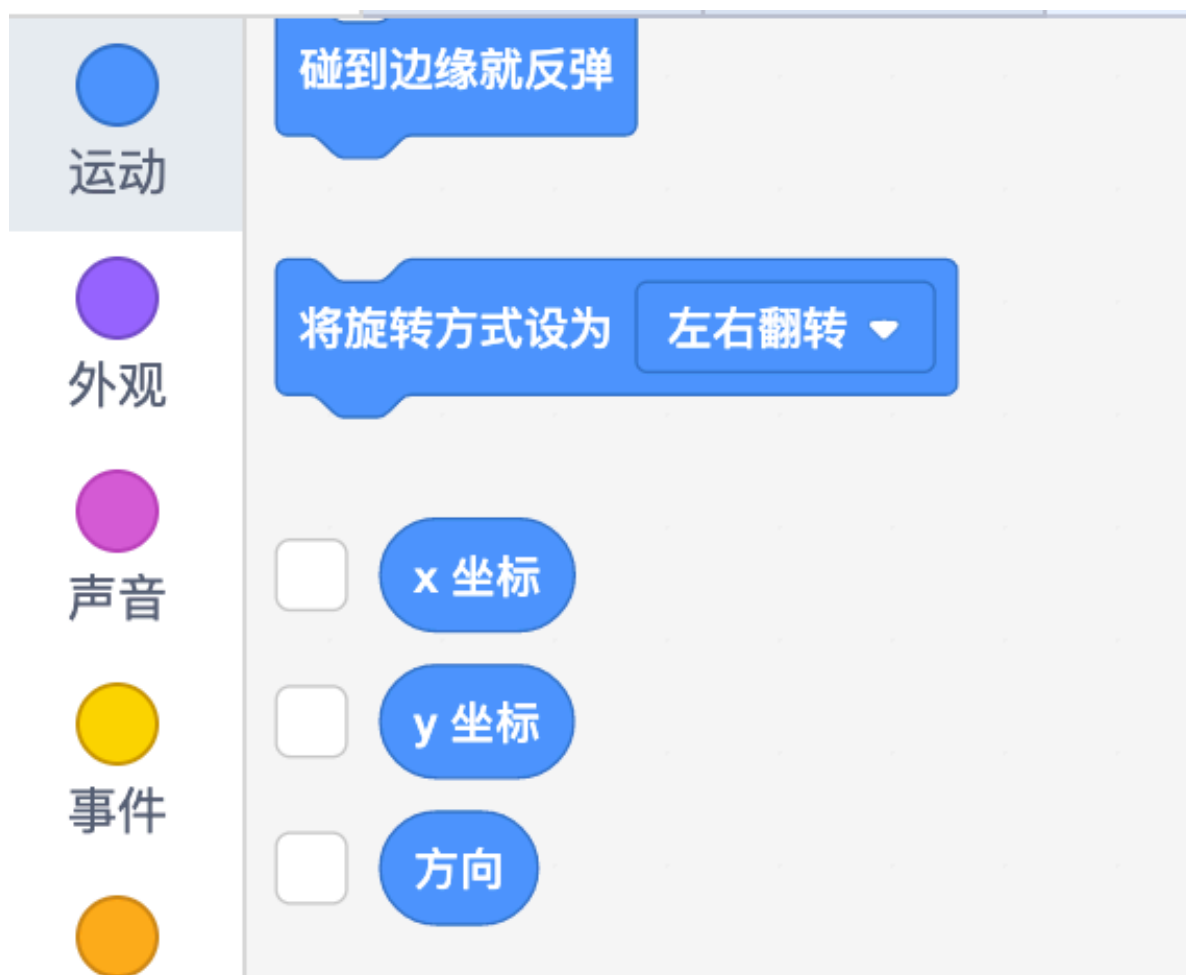 碰到边缘就反弹
运动
将旋转方式设为 左右翻转
外观
x 坐标
声音
y 坐标
事件
方向